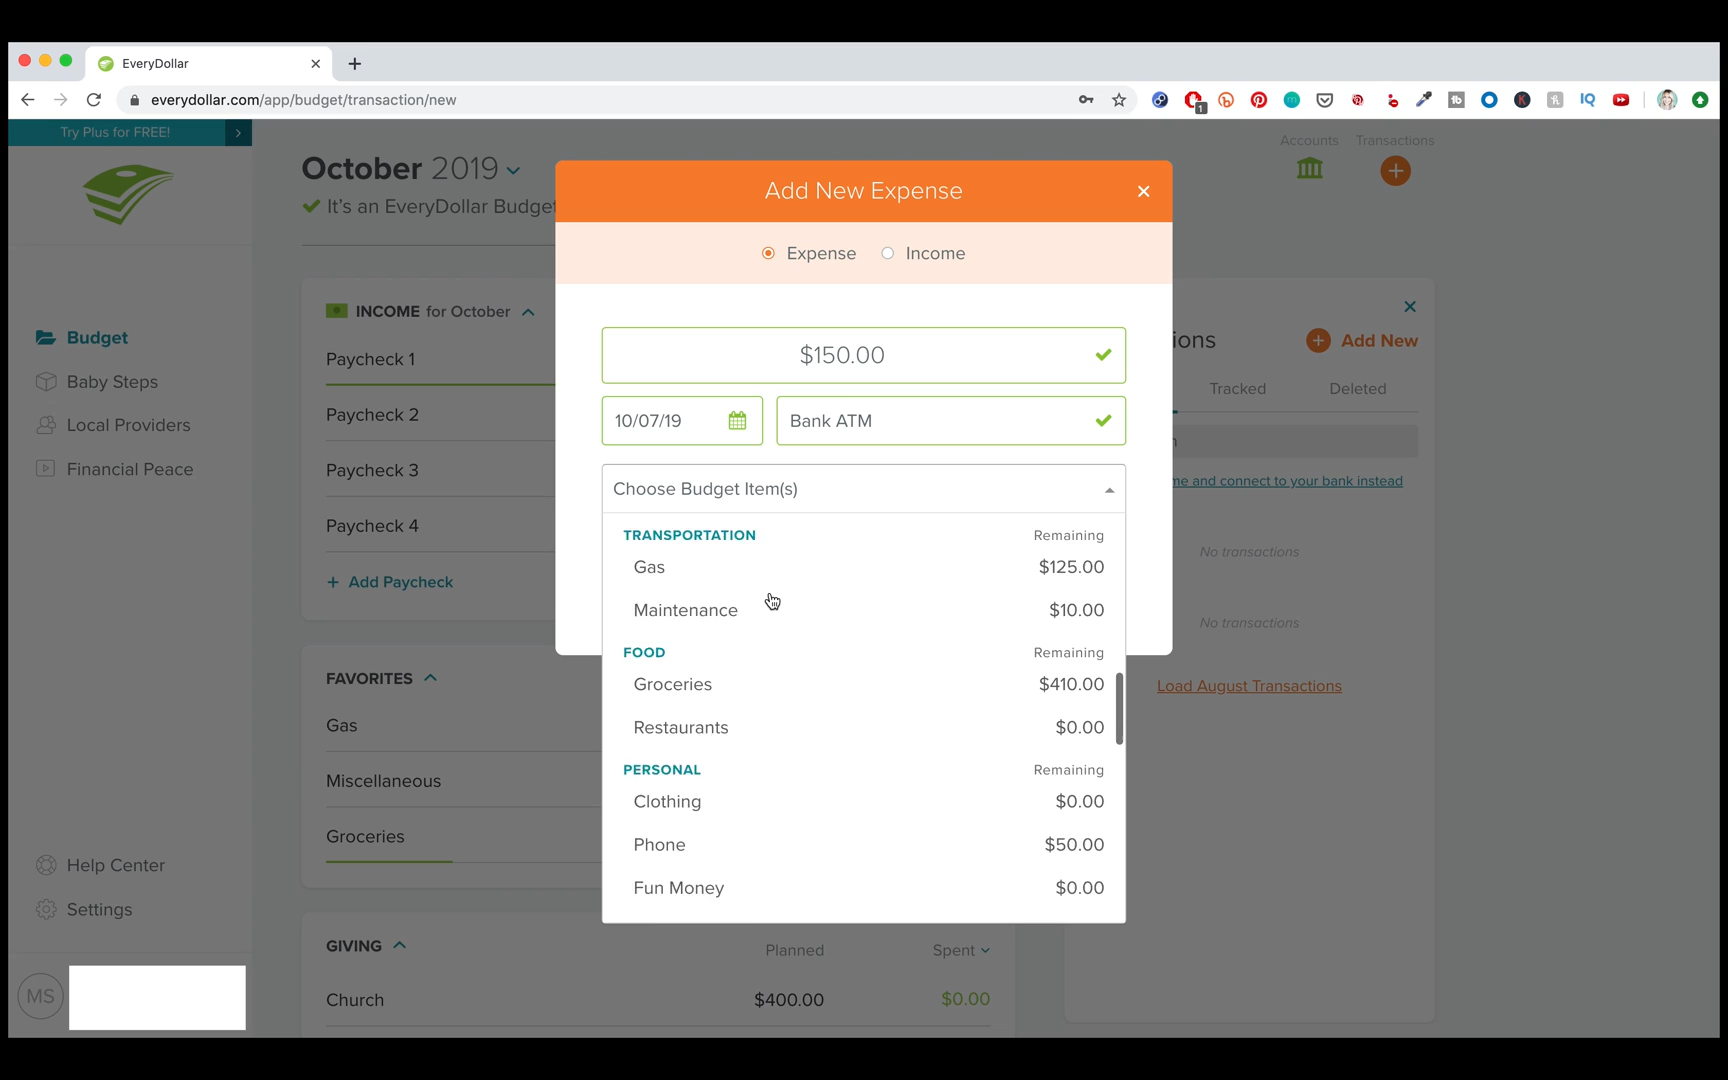 EveryDollar
everydollar.com/app/budget/transaction/new
1
IQ
Try Plus for FREE!
Budget
Baby Steps
Local Providers
Financial Peace
Help Center
Settings
MS
October 2019
It's an EveryDollar Budget
Accounts
Transactions
INCOME for October
Paycheck 1
Paycheck 2
Paycheck 3
Paycheck 4
+ Add Paycheck
FAVORITES
Gas
Miscellaneous
Groceries
GIVING Planned Spent
Church $400.00 $0.00
Add New Expense
Expense Income
$150.00
10/07/19 Bank ATM
Choose Budget Item(s)
TRANSPORTATION Remaining
Gas $125.00
Maintenance $10.00
FOOD Remaining
Groceries $410.00
Restaurants $0.00
PERSONAL Remaining
Clothing $0.00
Phone $50.00
Fun Money $0.00
ions
Add New
Tracked Deleted
me and connect to your bank instead
No transactions
No transactions
Load August Transactions